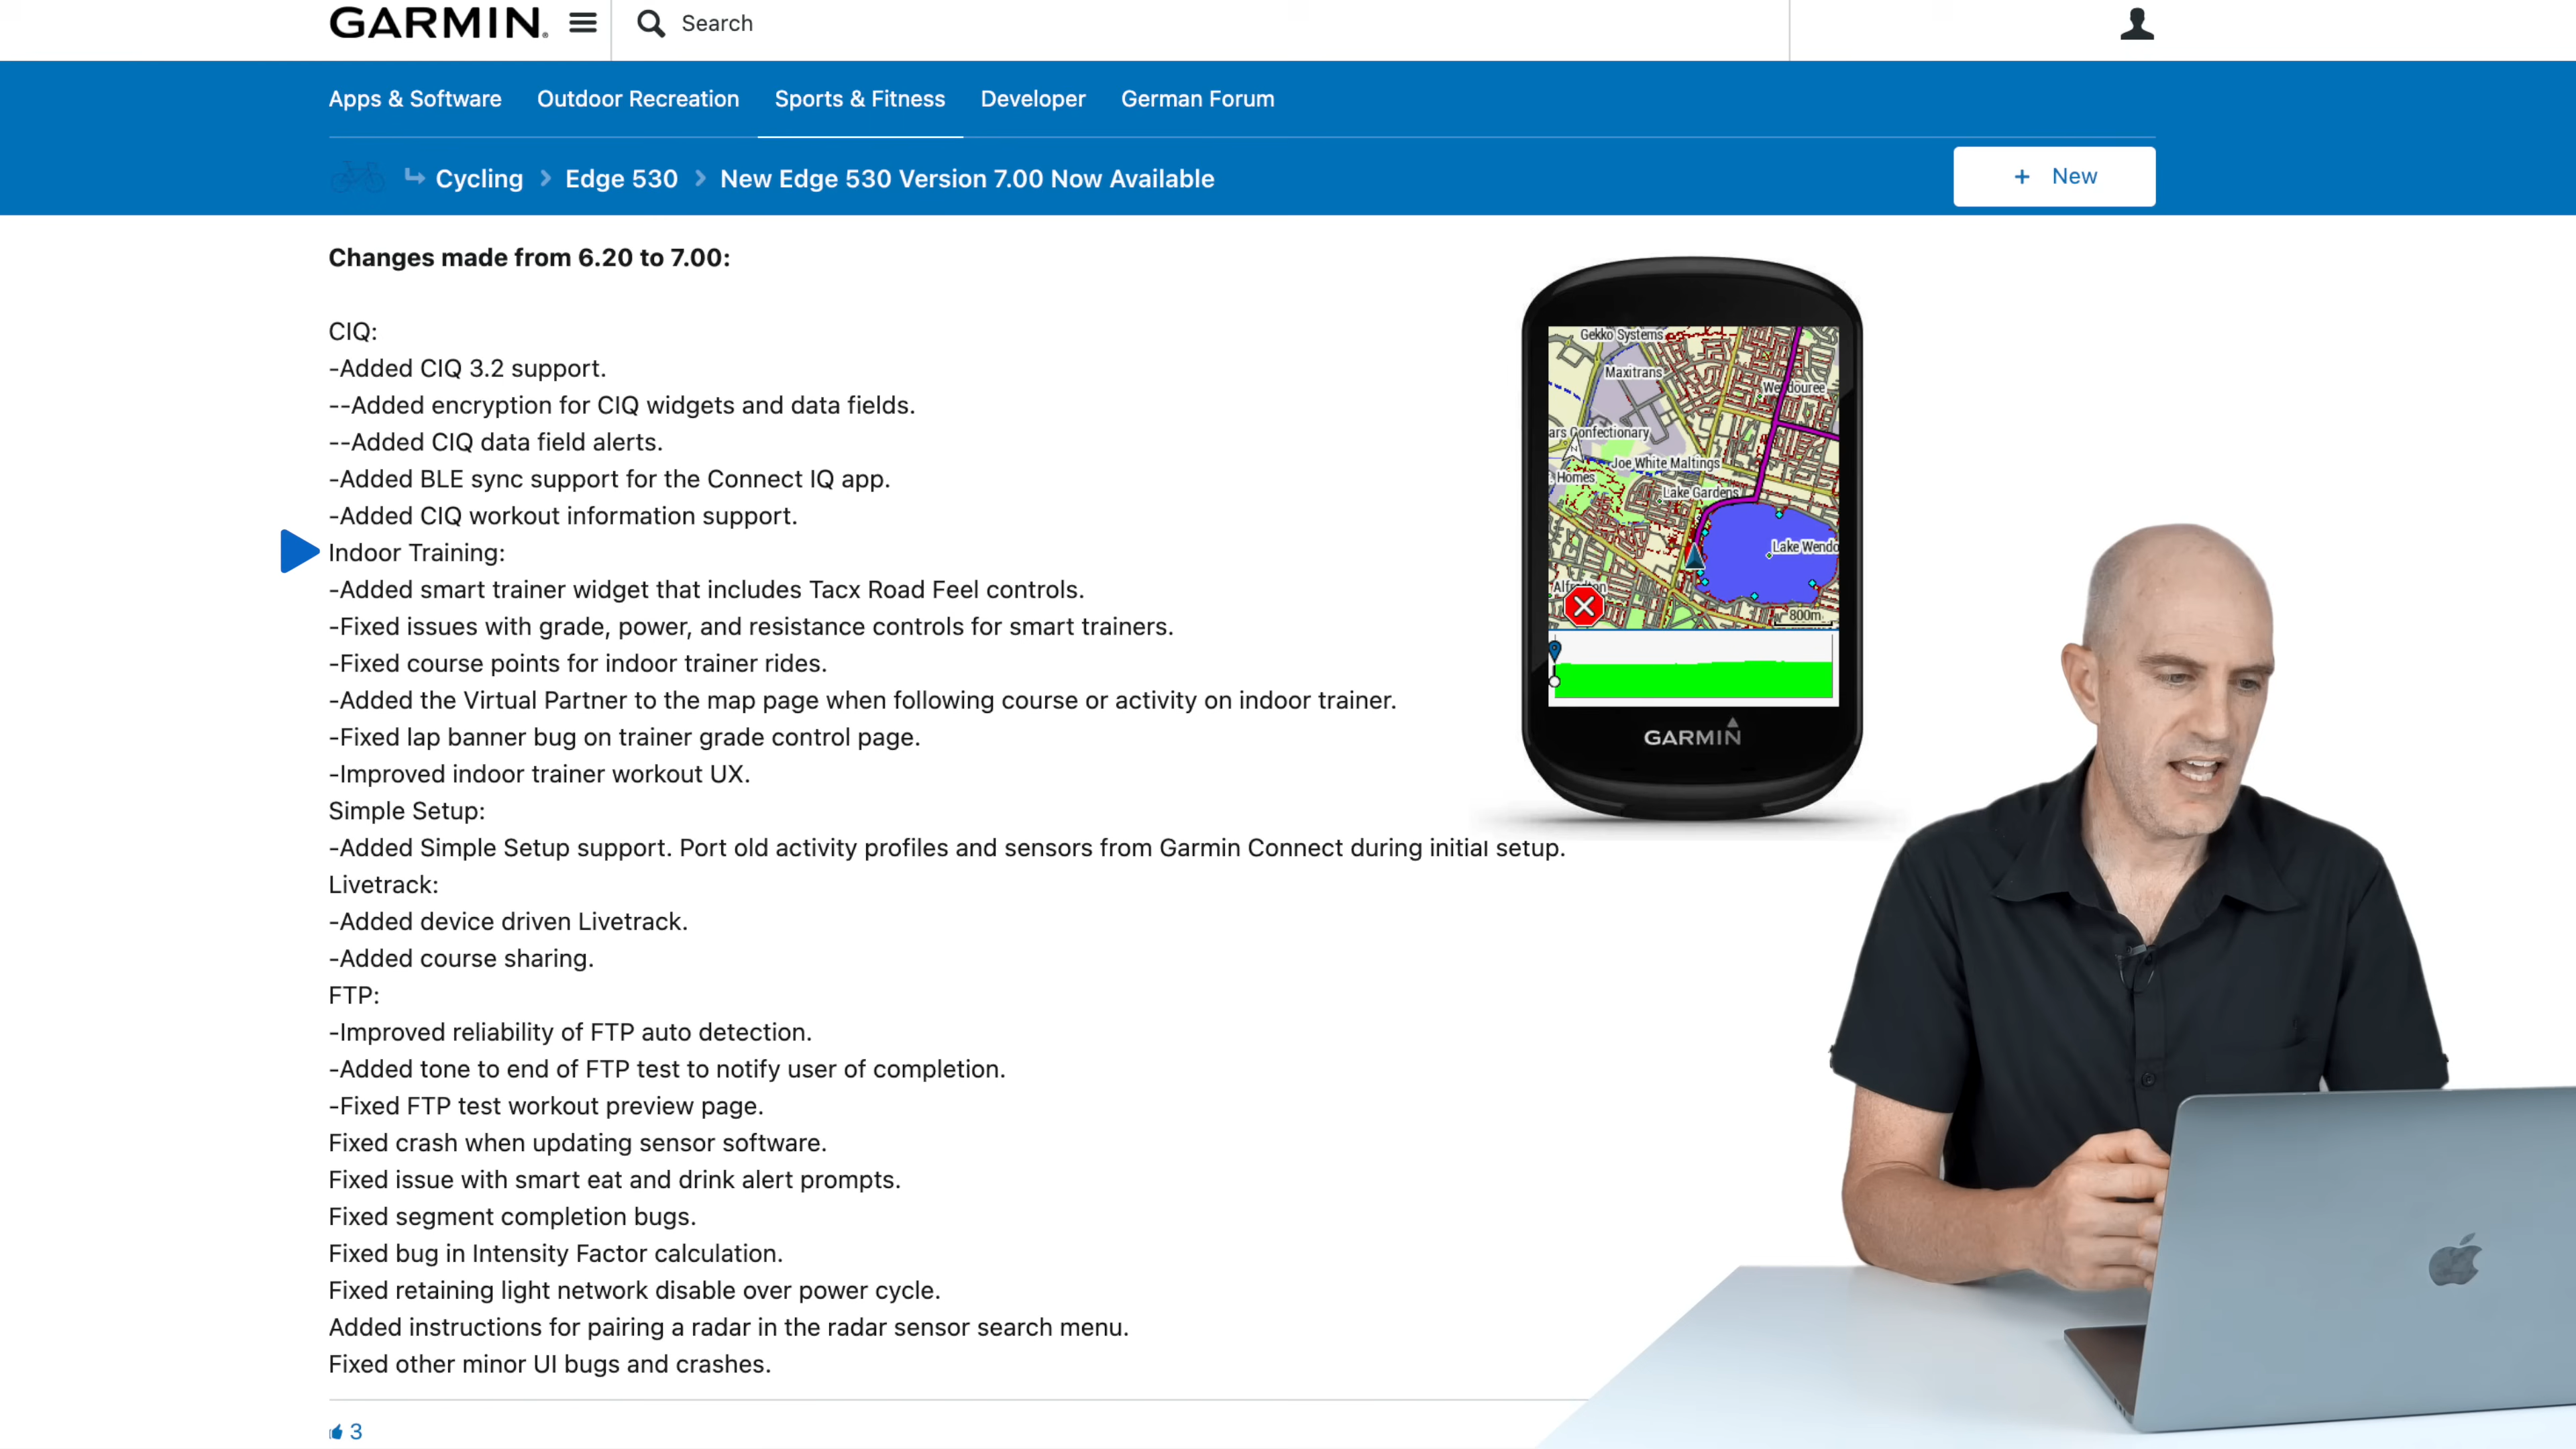 GARMIN
Search
Apps & Software Outdoor Recreation Sports & Fitness Developer German Forum
Cycling Edge 530 New Edge 530 Version 7.00 Now Available
+ New
Changes made from 6.20 to 7.00:
CIQ:
-Added CIQ 3.2 support.
--Added encryption for CIQ widgets and data fields.
--Added CIQ data field alerts.
-Added BLE sync support for the Connect IQ app.
-Added CIQ workout information support.
Indoor Training:
-Added smart trainer widget that includes Tacx Road Feel controls.
-Fixed issues with grade, power, and resistance controls for smart trainers.
-Fixed course points for indoor trainer rides.
-Added the Virtual Partner to the map page when following course or activity on indoor trainer.
-Fixed lap banner bug on trainer grade control page.
-Improved indoor trainer workout UX.
Simple Setup:
-Added Simple Setup support. Port old activity profiles and sensors from Garmin Connect during initial setup.
Livetrack:
-Added device driven Livetrack.
-Added course sharing.
FTP:
-Improved reliability of FTP auto detection.
-Added tone to end of FTP test to notify user of completion.
-Fixed FTP test workout preview page.
Fixed crash when updating sensor software.
Fixed issue with smart eat and drink alert prompts.
Fixed segment completion bugs.
Fixed bug in Intensity Factor calculation.
Fixed retaining light network disable over power cycle.
Added instructions for pairing a radar in the radar sensor search menu.
Fixed other minor UI bugs and crashes.
3
Gekko Systems
Maxitrans
Wendouree
ars Confectionary
N
Joe White Maltings
Homes
Lake Gardens
Lake Wendo
Alfredton
800m
GARMIN